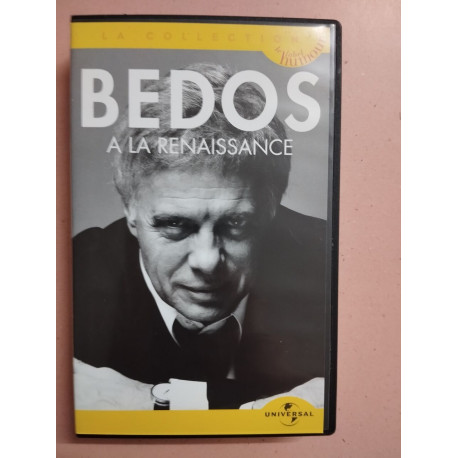 LA COLLECTION
BEDOS
A LA RENAISSANCE
UNIVERSAL